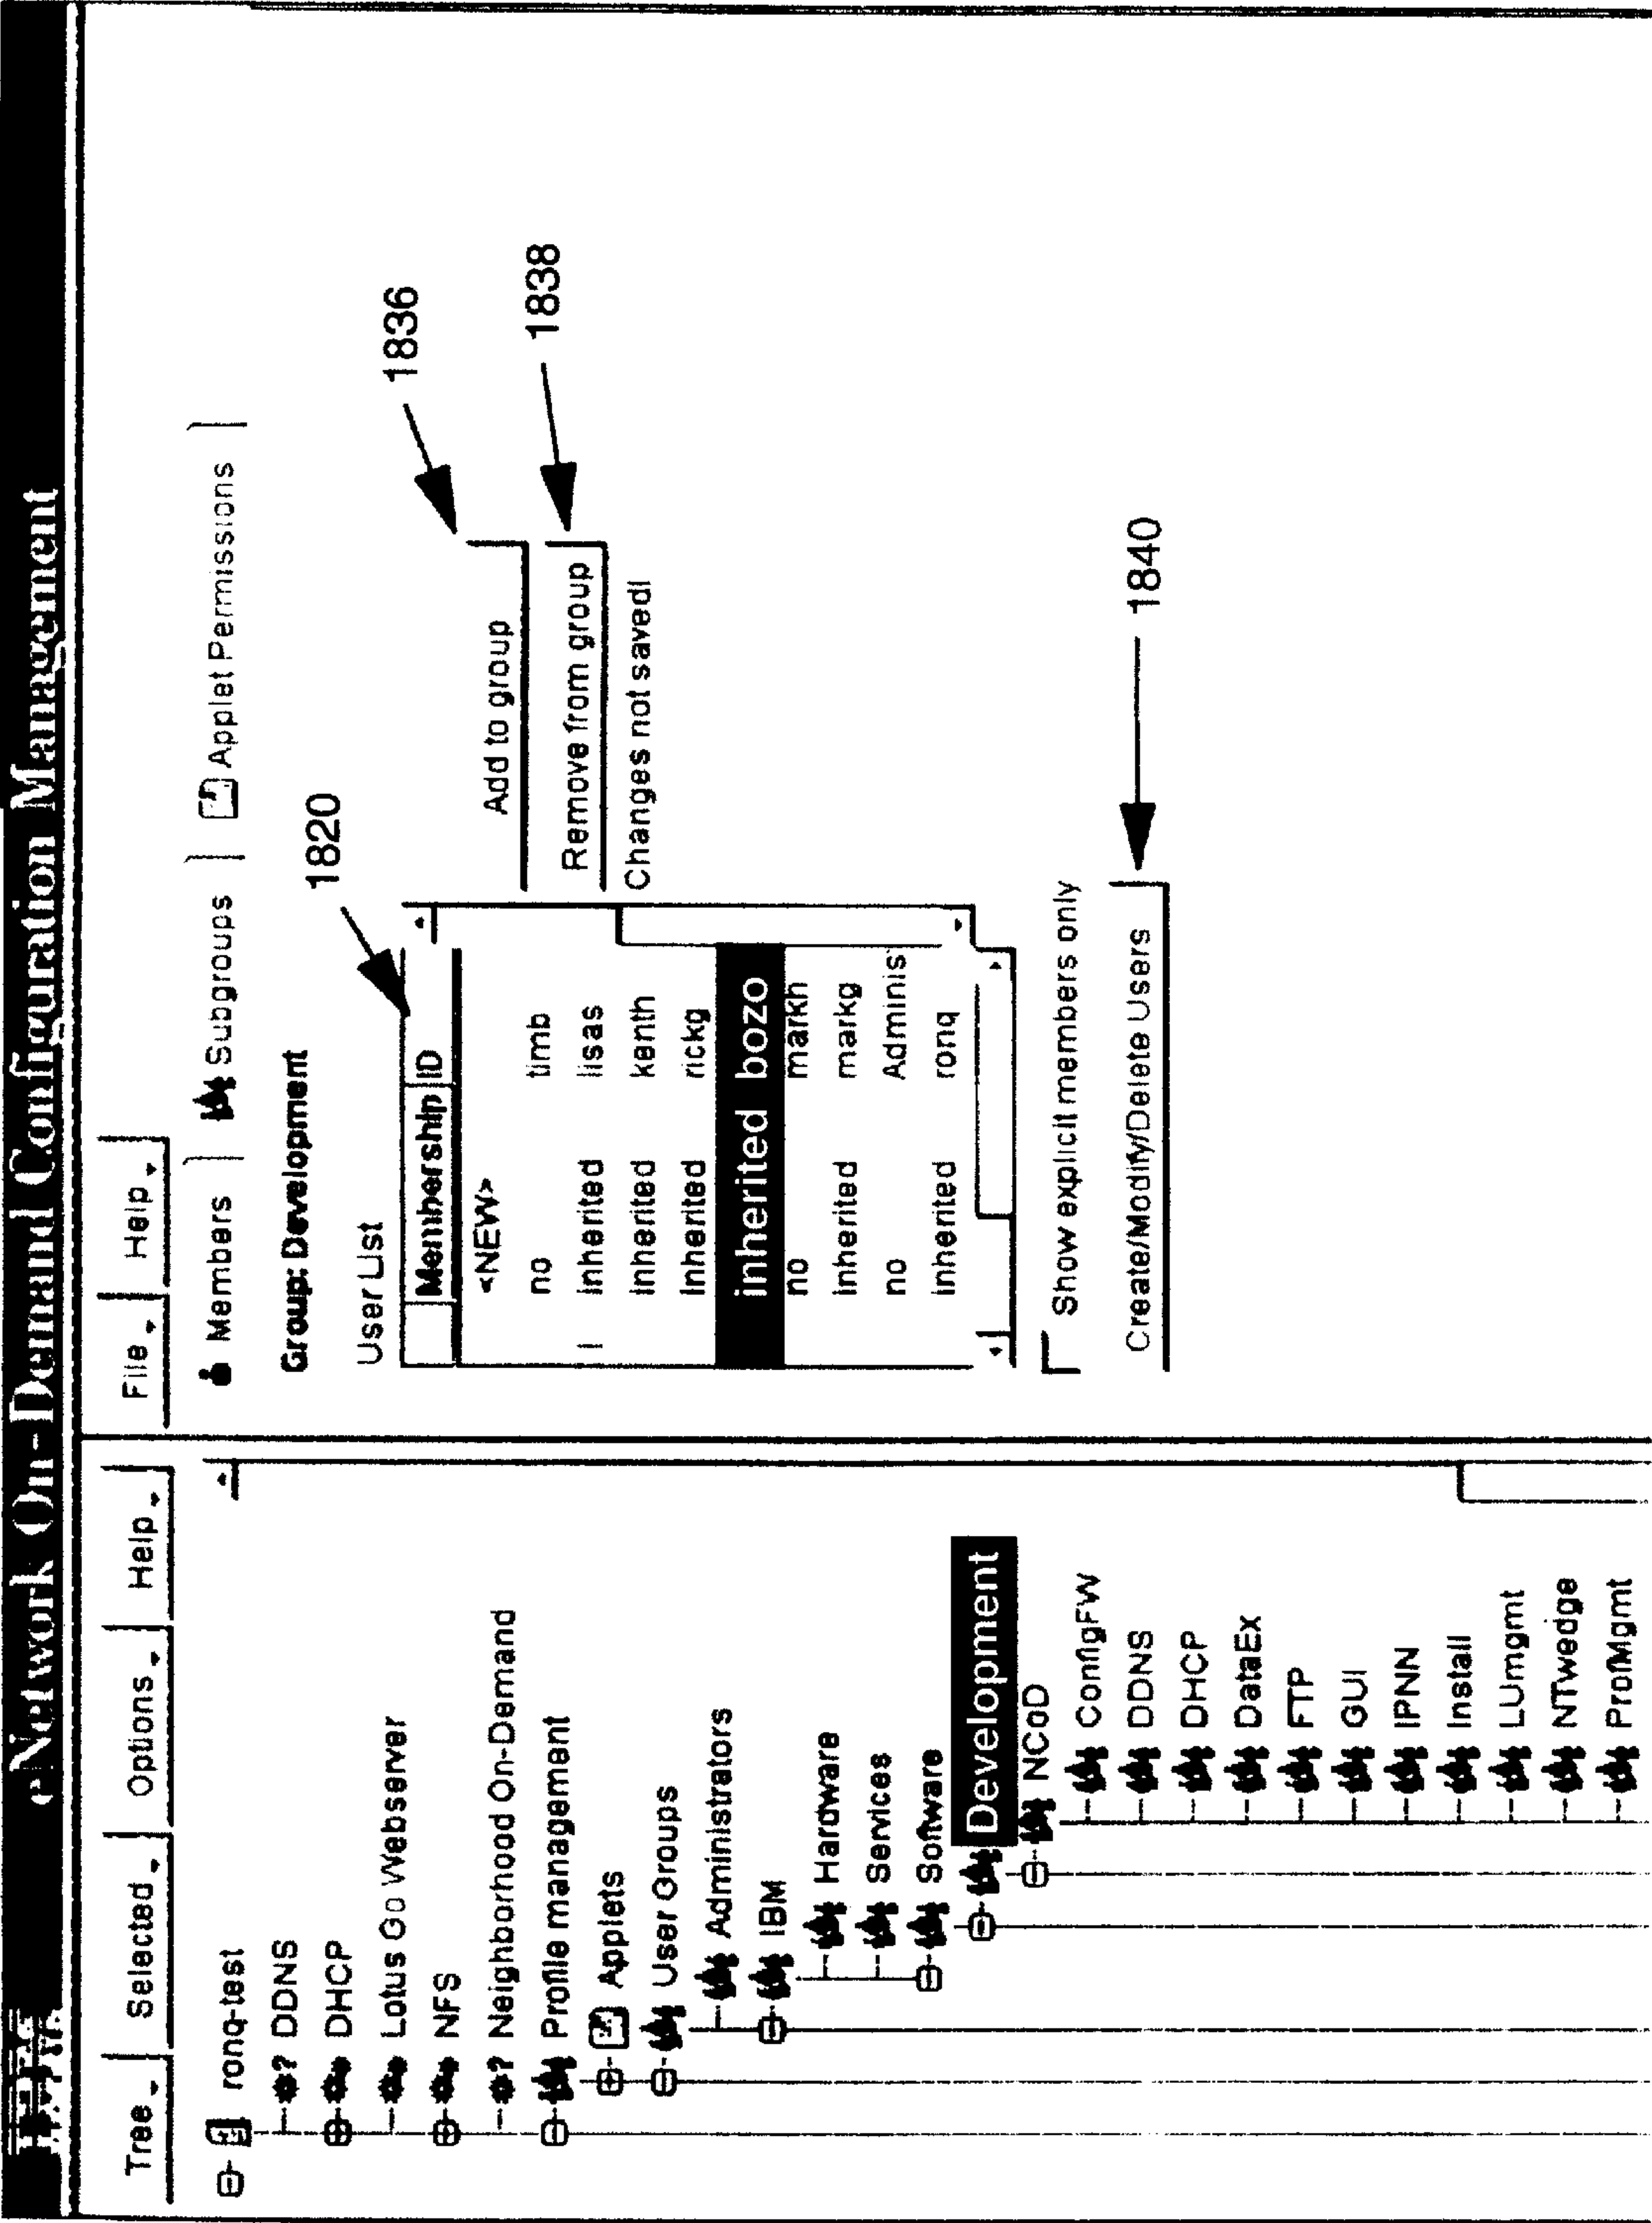 eNetwork On-Demand Configuration Management
Tree Selected Options Help
ronq-test
? DDNS
DHCP
Lotus Go Webserver
NFS
? Neighborhood On-Demand
Profile management
Applets
User Groups
Administrators
IBM
Hardware
Services
Software
Development
NCoD
ConfigFW
DDNS
DHCP
DataEx
FTP
GUI
IPNN
Install
LUmgmt
NTwedge
ProfMgmt
File Help
Members Subgroups Applet Permissions
Group: Development
1820
User List
Membership ID
<NEW>
no timb
inherited lisas
inherited kenth
inherited rickg
inherited bozo
no markh
inherited markg
no Adminis
inherited ronq
Add to group
1836
Remove from group
1838
Changes not saved!
Show explicit members only
Create/Modify/Delete Users
1840